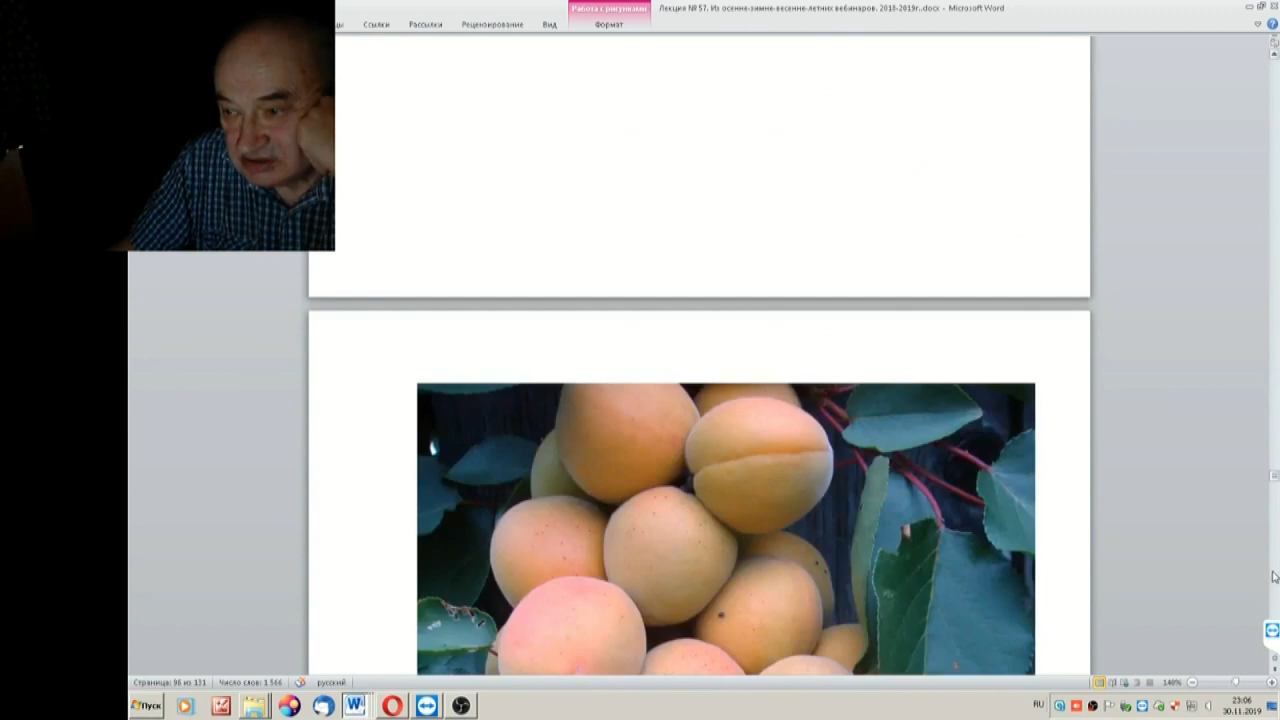 Работа с рисунками
Лекция № 57. Из осенне-зимне-весенне-летних вебинаров. 2018-2019г..docx - Microsoft Word
Ссылки
Рассылки
Рецензирование
Вид
Формат
Страница: 96 из 131
Число слов: 1 566
русский
140%
Пуск
RU
23:06
30.11.2019